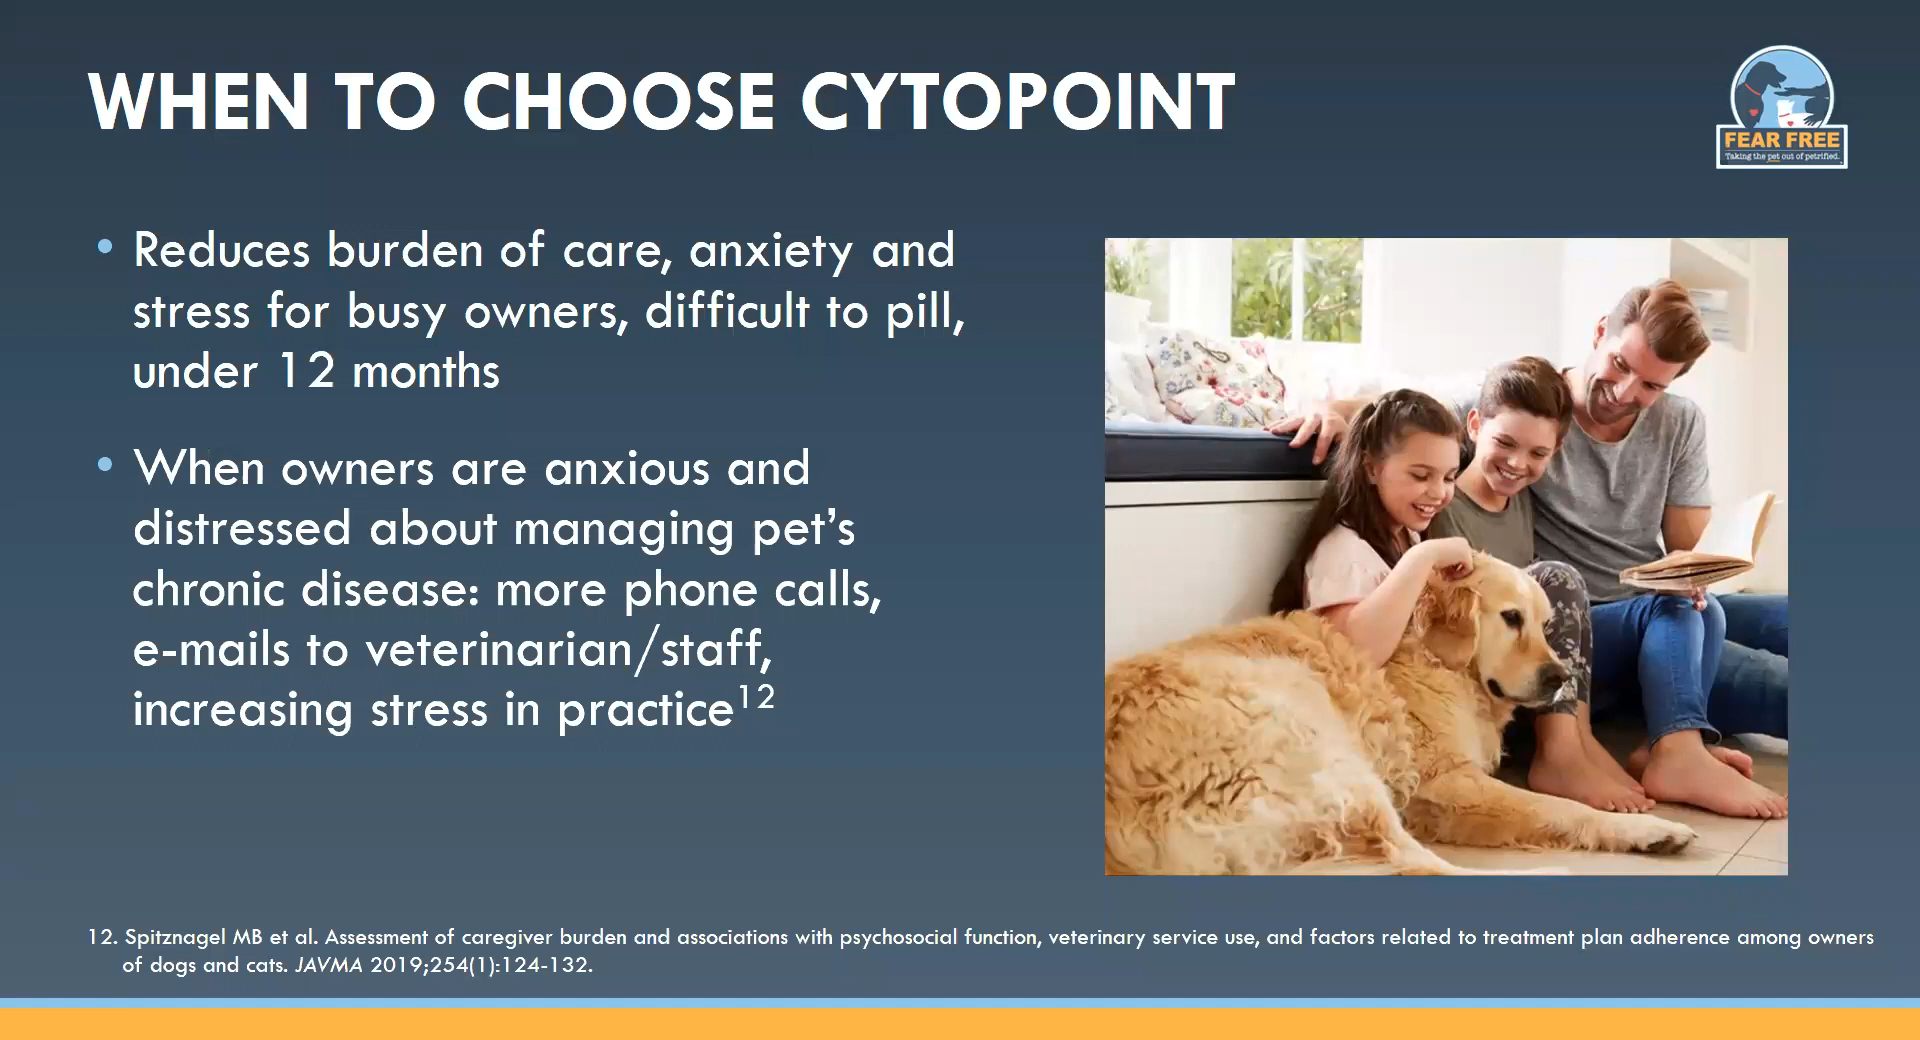 WHEN TO CHOOSE CYTOPOINT
FEAR FREE
Taking the pet out of petrified.
• Reduces burden of care, anxiety and
stress for busy owners, difficult to pill,
under 12 months
• When owners are anxious and
distressed about managing pet’s
chronic disease: more phone calls,
e-mails to veterinarian/staff,
increasing stress in practice12
12. Spitznagel MB et al. Assessment of caregiver burden and associations with psychosocial function, veterinary service use, and factors related to treatment plan adherence among owners
of dogs and cats. JAVMA 2019;254(1):124-132.